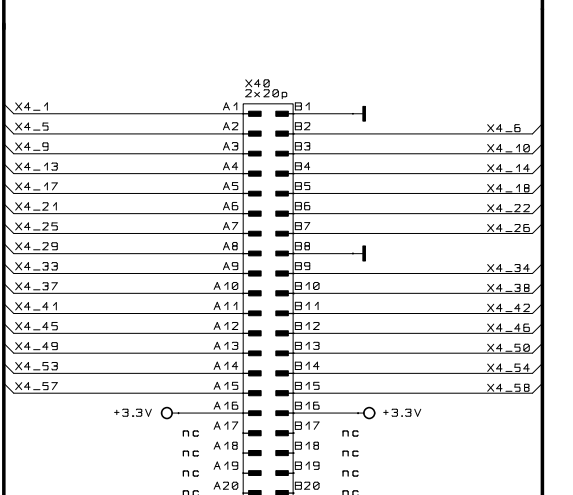 X40
2x20p
X4_1 A1 B1
X4_5 A2 B2 X4_6
X4_9 A3 B3 X4_10
X4_13 A4 B4 X4_14
X4_17 A5 B5 X4_18
X4_21 A6 B6 X4_22
X4_25 A7 B7 X4_26
X4_29 A8 B8
X4_33 A9 B9 X4_34
X4_37 A10 B10 X4_38
X4_41 A11 B11 X4_42
X4_45 A12 B12 X4_46
X4_49 A13 B13 X4_50
X4_53 A14 B14 X4_54
X4_57 A15 B15 X4_58
+3.3V A16 B16 +3.3V
nc A17 B17 nc
nc A18 B18 nc
nc A19 B19 nc
nc A20 B20 nc